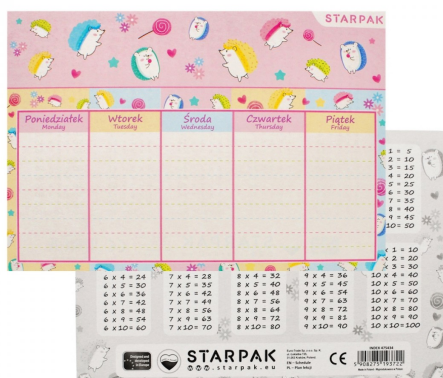 STARPAK
Poniedziałek
Monday
Wtorek
Tuesday
Środa
Wednesday
Czwartek
Thursday
Piątek
Friday
1 = 5
2 = 10
3 = 15
4 = 20
5 = 25
6 = 30
7 = 35
8 = 40
9 = 45
10 = 50
x 1 = 10
x 2 = 20
x 3 = 30
6 x 4 = 24
6 x 5 = 30
6 x 6 = 36
6 x 7 = 42
6 x 8 = 48
6 x 9 = 54
6 x 10 = 60
7 x 4 = 28
7 x 5 = 35
7 x 6 = 42
7 x 7 = 49
7 x 8 = 56
7 x 9 = 63
7 x 10 = 70
8 x 4 = 32
8 x 5 = 40
8 x 6 = 48
8 x 7 = 56
8 x 8 = 64
8 x 9 = 72
8 x 10 = 80
9 x 4 = 36
9 x 5 = 45
9 x 6 = 54
9 x 7 = 63
9 x 8 = 72
9 x 9 = 81
9 x 10 = 90
10 x 4 = 40
10 x 5 = 50
10 x 6 = 60
10 x 7 = 70
10 x 8 = 80
10 x 9 = 90
10 x 10 = 100
STARPAK
www.starpak.eu
CE